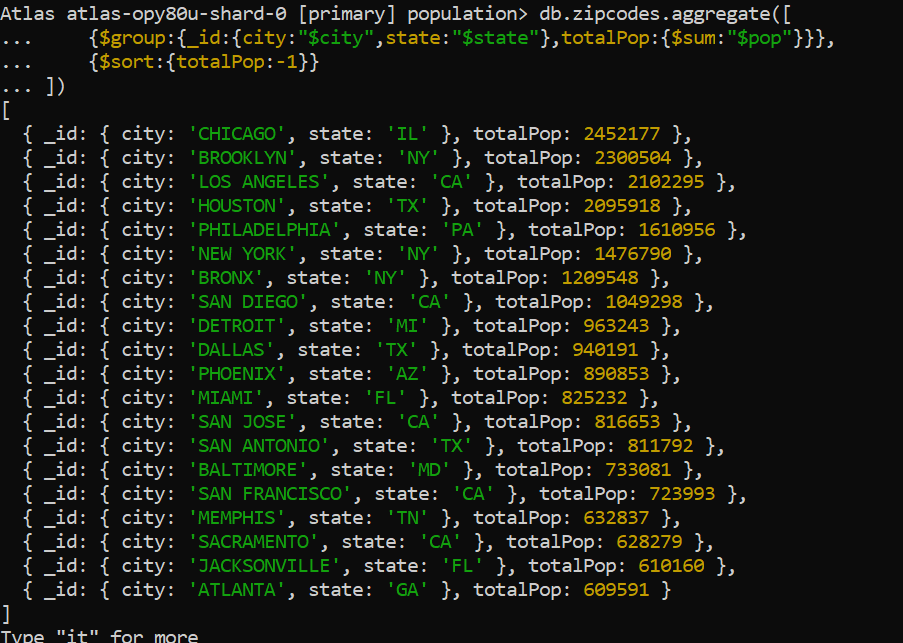 Atlas atlas-opy80u-shard-0 [primary] population> db.zipcodes.aggregate([
...     {$group:{_id:{city:"$city",state:"$state"},totalPop:{$sum:"$pop"}}},
...     {$sort:{totalPop:-1}}
... ])
[
  { _id: { city: 'CHICAGO', state: 'IL' }, totalPop: 2452177 },
  { _id: { city: 'BROOKLYN', state: 'NY' }, totalPop: 2300504 },
  { _id: { city: 'LOS ANGELES', state: 'CA' }, totalPop: 2102295 },
  { _id: { city: 'HOUSTON', state: 'TX' }, totalPop: 2095918 },
  { _id: { city: 'PHILADELPHIA', state: 'PA' }, totalPop: 1610956 },
  { _id: { city: 'NEW YORK', state: 'NY' }, totalPop: 1476790 },
  { _id: { city: 'BRONX', state: 'NY' }, totalPop: 1209548 },
  { _id: { city: 'SAN DIEGO', state: 'CA' }, totalPop: 1049298 },
  { _id: { city: 'DETROIT', state: 'MI' }, totalPop: 963243 },
  { _id: { city: 'DALLAS', state: 'TX' }, totalPop: 940191 },
  { _id: { city: 'PHOENIX', state: 'AZ' }, totalPop: 890853 },
  { _id: { city: 'MIAMI', state: 'FL' }, totalPop: 825232 },
  { _id: { city: 'SAN JOSE', state: 'CA' }, totalPop: 816653 },
  { _id: { city: 'SAN ANTONIO', state: 'TX' }, totalPop: 811792 },
  { _id: { city: 'BALTIMORE', state: 'MD' }, totalPop: 733081 },
  { _id: { city: 'SAN FRANCISCO', state: 'CA' }, totalPop: 723993 },
  { _id: { city: 'MEMPHIS', state: 'TN' }, totalPop: 632837 },
  { _id: { city: 'SACRAMENTO', state: 'CA' }, totalPop: 628279 },
  { _id: { city: 'JACKSONVILLE', state: 'FL' }, totalPop: 610160 },
  { _id: { city: 'ATLANTA', state: 'GA' }, totalPop: 609591 }
]
Type "it" for more